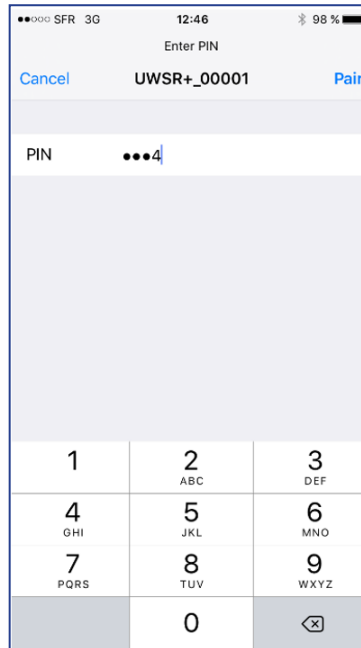 ●●○○○ SFR 3G 12:46 98 %
Enter PIN
Cancel UWSR+_00001 Pair
PIN ●●●4
1 2 3
ABC DEF
4 5 6
GHI JKL MNO
7 8 9
PQRS TUV WXYZ
0